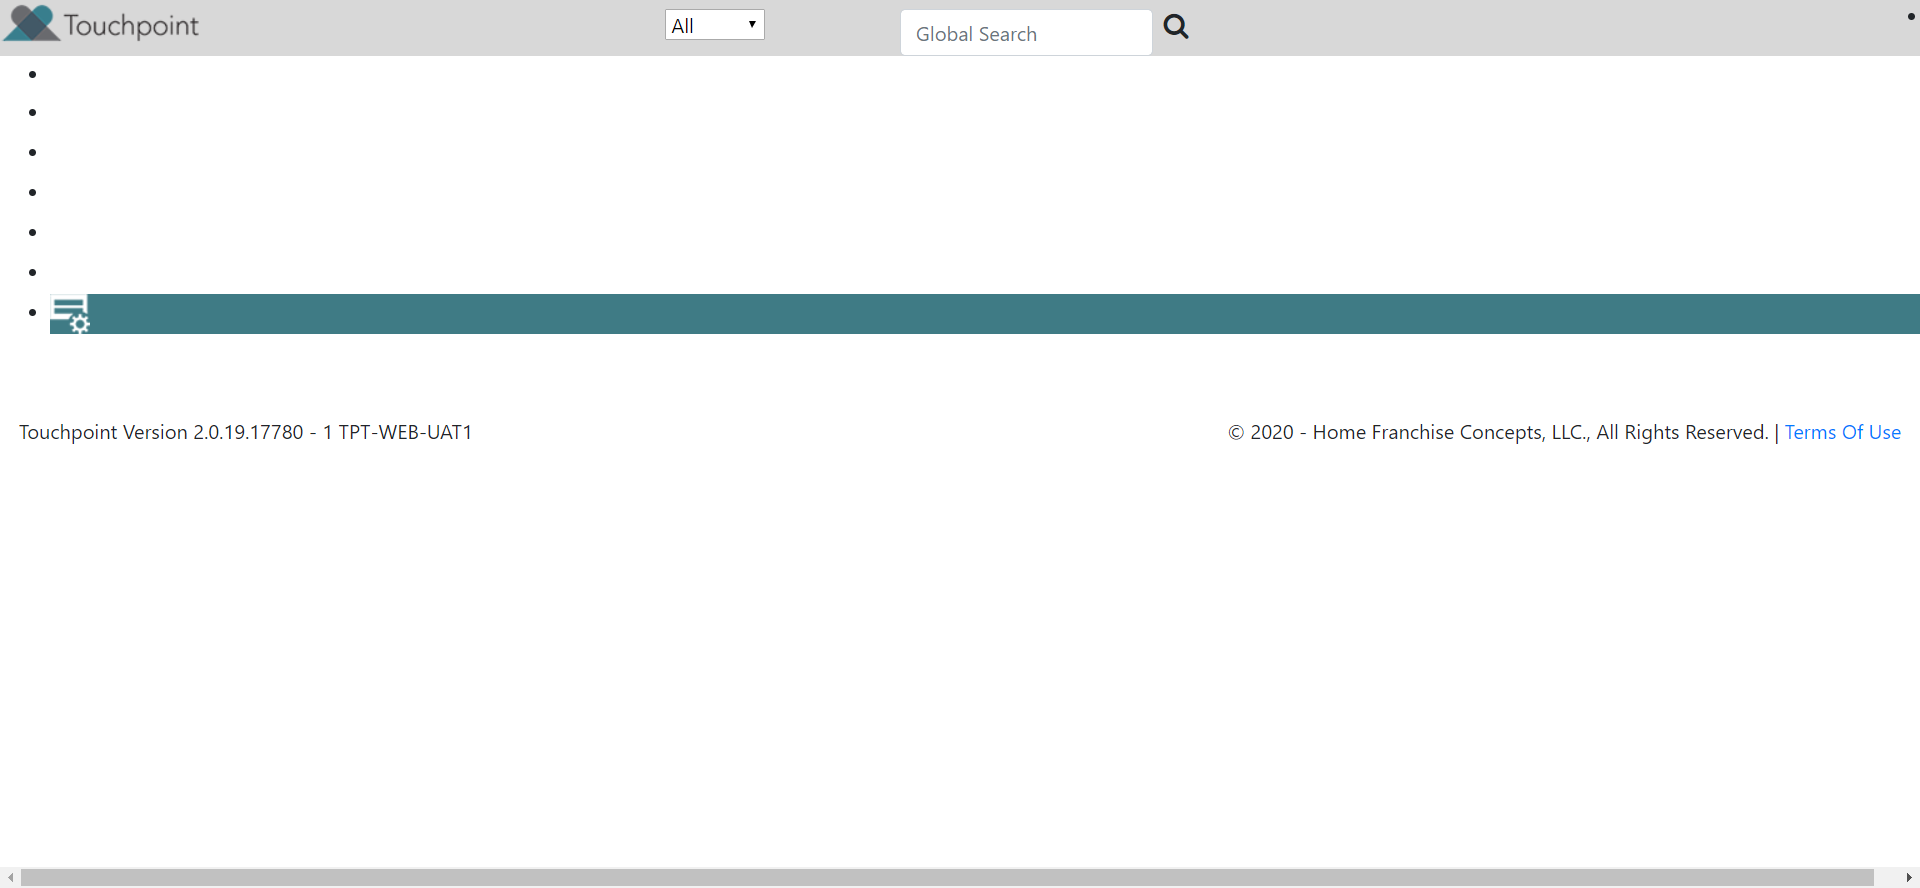 Touchpoint
All
Global Search
Touchpoint Version 2.0.19.17780 - 1 TPT-WEB-UAT1
© 2020 - Home Franchise Concepts, LLC., All Rights Reserved. | Terms Of Use